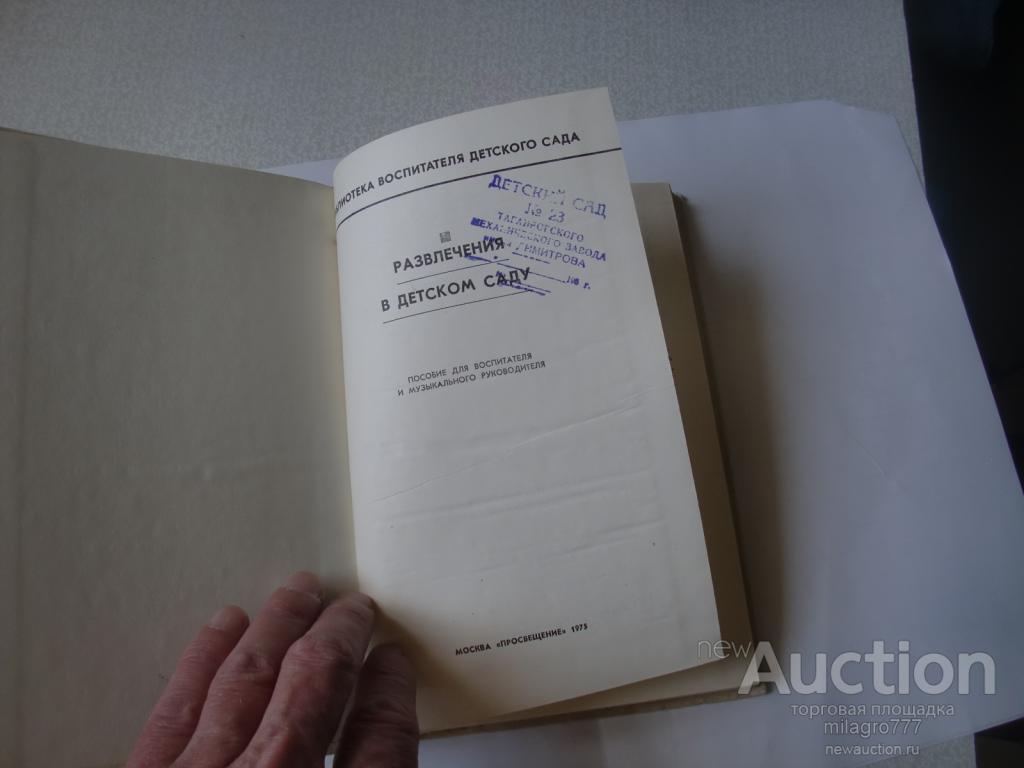 БЛИОТЕКА ВОСПИТАТЕЛЯ ДЕТСКОГО САДА
ДЕТСКИЙ САД
№ 23
ТАГАНРОГСКОГО
МЕХАНИЧЕСКОГО ЗАВОДА
ДИМИТРОВА
г.
РАЗВЛЕЧЕНИЯ
В ДЕТСКОМ САДУ
ПОСОБИЕ ДЛЯ ВОСПИТАТЕЛЯ
И МУЗЫКАЛЬНОГО РУКОВОДИТЕЛЯ
МОСКВА «ПРОСВЕЩЕНИЕ» 1975
newAuction
торговая площадка
milagro777
newauction.ru